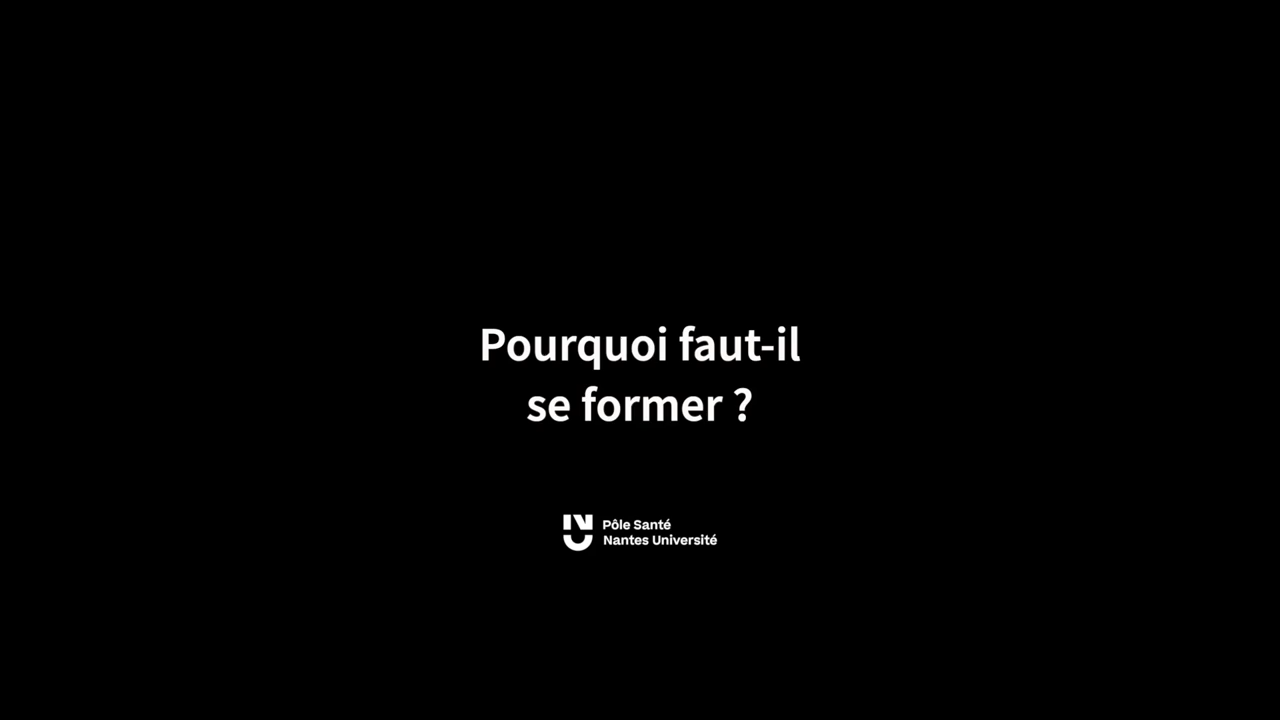 Pourquoi faut-il
se former ?
Pôle Santé
Nantes Université